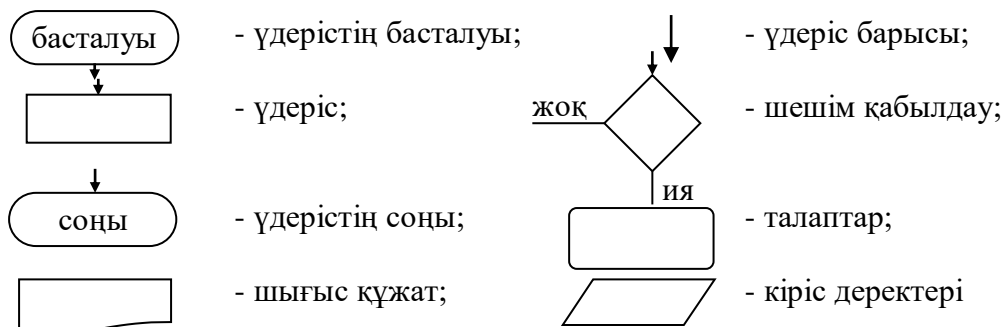 басталуы - үдерістің басталуы; - үдеріс барысы;
- үдеріс; жоқ - шешім қабылдау;
ия
соңы - үдерістің соңы; - талаптар;
- шығыс құжат; - кіріс деректері